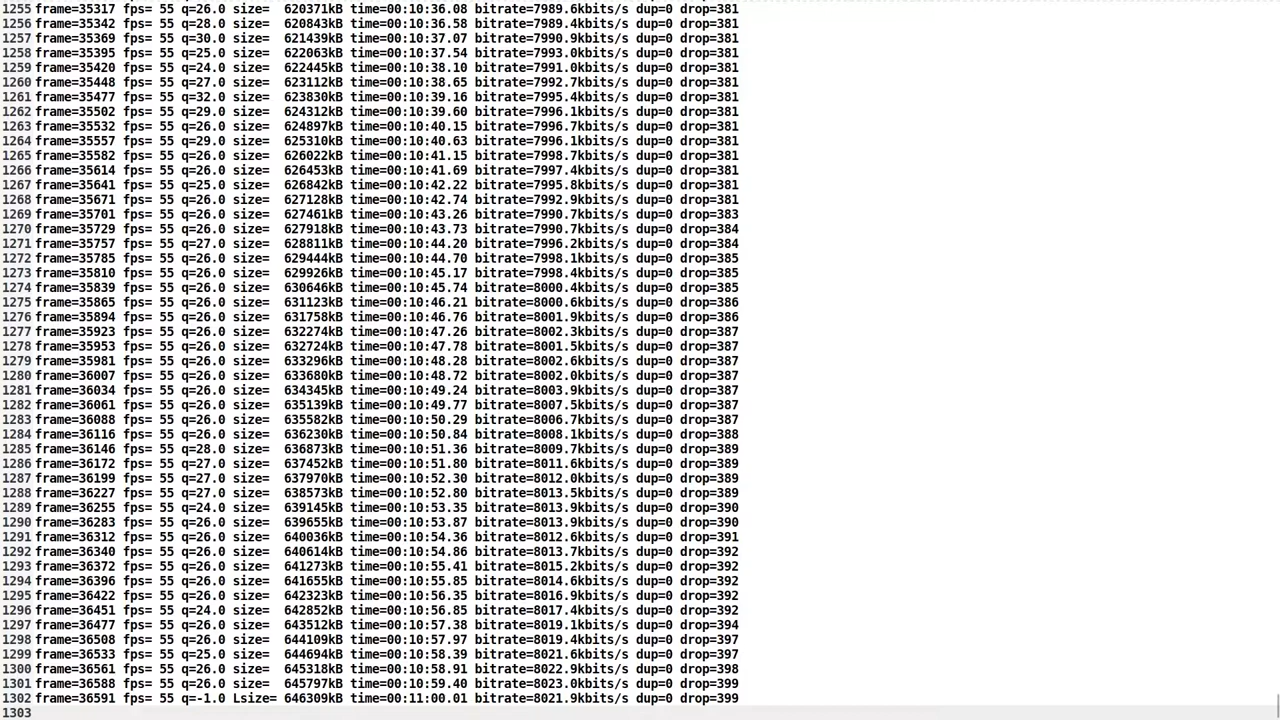 1255 frame=35317 fps= 55 q=26.0 size=  620371kB time=00:10:36.08 bitrate=7989.6kbits/s dup=0 drop=381
1256 frame=35342 fps= 55 q=28.0 size=  620843kB time=00:10:36.58 bitrate=7989.4kbits/s dup=0 drop=381
1257 frame=35369 fps= 55 q=30.0 size=  621439kB time=00:10:37.07 bitrate=7990.9kbits/s dup=0 drop=381
1258 frame=35395 fps= 55 q=25.0 size=  622063kB time=00:10:37.54 bitrate=7993.0kbits/s dup=0 drop=381
1259 frame=35420 fps= 55 q=24.0 size=  622445kB time=00:10:38.10 bitrate=7991.0kbits/s dup=0 drop=381
1260 frame=35448 fps= 55 q=27.0 size=  623112kB time=00:10:38.65 bitrate=7992.7kbits/s dup=0 drop=381
1261 frame=35477 fps= 55 q=32.0 size=  623830kB time=00:10:39.16 bitrate=7995.4kbits/s dup=0 drop=381
1262 frame=35502 fps= 55 q=29.0 size=  624312kB time=00:10:39.60 bitrate=7996.1kbits/s dup=0 drop=381
1263 frame=35532 fps= 55 q=26.0 size=  624897kB time=00:10:40.15 bitrate=7996.7kbits/s dup=0 drop=381
1264 frame=35557 fps= 55 q=29.0 size=  625310kB time=00:10:40.63 bitrate=7996.1kbits/s dup=0 drop=381
1265 frame=35582 fps= 55 q=26.0 size=  626022kB time=00:10:41.15 bitrate=7998.7kbits/s dup=0 drop=381
1266 frame=35614 fps= 55 q=26.0 size=  626453kB time=00:10:41.69 bitrate=7997.4kbits/s dup=0 drop=381
1267 frame=35641 fps= 55 q=25.0 size=  626842kB time=00:10:42.22 bitrate=7995.8kbits/s dup=0 drop=381
1268 frame=35671 fps= 55 q=26.0 size=  627128kB time=00:10:42.74 bitrate=7992.9kbits/s dup=0 drop=381
1269 frame=35701 fps= 55 q=26.0 size=  627461kB time=00:10:43.26 bitrate=7990.7kbits/s dup=0 drop=383
1270 frame=35729 fps= 55 q=26.0 size=  627918kB time=00:10:43.73 bitrate=7990.7kbits/s dup=0 drop=384
1271 frame=35757 fps= 55 q=27.0 size=  628811kB time=00:10:44.20 bitrate=7996.2kbits/s dup=0 drop=384
1272 frame=35785 fps= 55 q=26.0 size=  629444kB time=00:10:44.70 bitrate=7998.1kbits/s dup=0 drop=385
1273 frame=35810 fps= 55 q=26.0 size=  629926kB time=00:10:45.17 bitrate=7998.4kbits/s dup=0 drop=385
1274 frame=35839 fps= 55 q=26.0 size=  630646kB time=00:10:45.74 bitrate=8000.4kbits/s dup=0 drop=385
1275 frame=35865 fps= 55 q=26.0 size=  631123kB time=00:10:46.21 bitrate=8000.6kbits/s dup=0 drop=386
1276 frame=35894 fps= 55 q=26.0 size=  631758kB time=00:10:46.76 bitrate=8001.9kbits/s dup=0 drop=386
1277 frame=35923 fps= 55 q=26.0 size=  632274kB time=00:10:47.26 bitrate=8002.3kbits/s dup=0 drop=387
1278 frame=35953 fps= 55 q=26.0 size=  632724kB time=00:10:47.78 bitrate=8001.5kbits/s dup=0 drop=387
1279 frame=35981 fps= 55 q=26.0 size=  633296kB time=00:10:48.28 bitrate=8002.6kbits/s dup=0 drop=387
1280 frame=36007 fps= 55 q=26.0 size=  633680kB time=00:10:48.72 bitrate=8002.0kbits/s dup=0 drop=387
1281 frame=36034 fps= 55 q=26.0 size=  634345kB time=00:10:49.24 bitrate=8003.9kbits/s dup=0 drop=387
1282 frame=36061 fps= 55 q=26.0 size=  635139kB time=00:10:49.77 bitrate=8007.5kbits/s dup=0 drop=387
1283 frame=36088 fps= 55 q=26.0 size=  635582kB time=00:10:50.29 bitrate=8006.7kbits/s dup=0 drop=387
1284 frame=36116 fps= 55 q=26.0 size=  636230kB time=00:10:50.84 bitrate=8008.1kbits/s dup=0 drop=388
1285 frame=36146 fps= 55 q=28.0 size=  636873kB time=00:10:51.36 bitrate=8009.7kbits/s dup=0 drop=389
1286 frame=36172 fps= 55 q=27.0 size=  637452kB time=00:10:51.80 bitrate=8011.6kbits/s dup=0 drop=389
1287 frame=36199 fps= 55 q=27.0 size=  637970kB time=00:10:52.30 bitrate=8012.0kbits/s dup=0 drop=389
1288 frame=36227 fps= 55 q=27.0 size=  638573kB time=00:10:52.80 bitrate=8013.5kbits/s dup=0 drop=389
1289 frame=36255 fps= 55 q=24.0 size=  639145kB time=00:10:53.35 bitrate=8013.9kbits/s dup=0 drop=390
1290 frame=36283 fps= 55 q=26.0 size=  639655kB time=00:10:53.87 bitrate=8013.9kbits/s dup=0 drop=390
1291 frame=36312 fps= 55 q=26.0 size=  640036kB time=00:10:54.36 bitrate=8012.6kbits/s dup=0 drop=391
1292 frame=36340 fps= 55 q=26.0 size=  640614kB time=00:10:54.86 bitrate=8013.7kbits/s dup=0 drop=392
1293 frame=36372 fps= 55 q=26.0 size=  641273kB time=00:10:55.41 bitrate=8015.2kbits/s dup=0 drop=392
1294 frame=36396 fps= 55 q=26.0 size=  641655kB time=00:10:55.85 bitrate=8014.6kbits/s dup=0 drop=392
1295 frame=36422 fps= 55 q=26.0 size=  642323kB time=00:10:56.35 bitrate=8016.9kbits/s dup=0 drop=392
1296 frame=36451 fps= 55 q=24.0 size=  642852kB time=00:10:56.85 bitrate=8017.4kbits/s dup=0 drop=392
1297 frame=36477 fps= 55 q=26.0 size=  643512kB time=00:10:57.38 bitrate=8019.1kbits/s dup=0 drop=394
1298 frame=36508 fps= 55 q=26.0 size=  644109kB time=00:10:57.97 bitrate=8019.4kbits/s dup=0 drop=397
1299 frame=36533 fps= 55 q=25.0 size=  644694kB time=00:10:58.39 bitrate=8021.6kbits/s dup=0 drop=397
1300 frame=36561 fps= 55 q=26.0 size=  645318kB time=00:10:58.91 bitrate=8022.9kbits/s dup=0 drop=398
1301 frame=36588 fps= 55 q=26.0 size=  645797kB time=00:10:59.40 bitrate=8023.0kbits/s dup=0 drop=399
1302 frame=36591 fps= 55 q=-1.0 Lsize= 646309kB time=00:11:00.01 bitrate=8021.9kbits/s dup=0 drop=399
1303